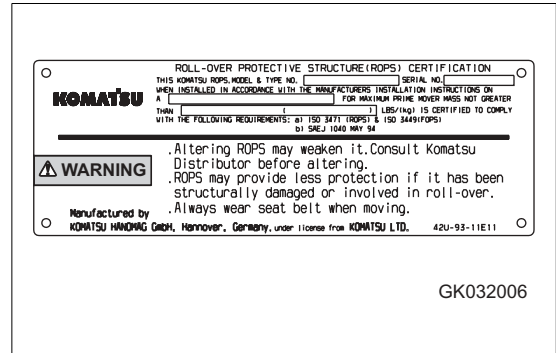 ROLL-OVER PROTECTIVE STRUCTURE(ROPS) CERTIFICATION
THIS KOMATSU ROPS,MODEL & TYPE NO. SERIAL NO.
WHEN INSTALLED IN ACCORDANCE WITH THE MANUFACTURERS INSTALLATION INSTRUCTIONS ON
KOMATSU
A FOR MAXIMUM PRIME MOVER MASS NOT GREATER
THAN ( ) LBS/(kg) IS CERTIFIED TO COMPLY
WITH THE FOLLOWING REQUIREMENTS: a) ISO 3471 (ROPS) & ISO 3449(FOPS)
b) SAEJ 1040 MAY 94
WARNING
.Altering ROPS may weaken it.Consult Komatsu
Distributor before altering.
.ROPS may provide less protection if it has been
structurally damaged or involved in roll-over.
.Always wear seat belt when moving.
Manufactured by
KOMATSU HANOMAG GmbH, Hannover, Germany, under license from KOMATSU LTD. 42U-93-11E11
GK032006